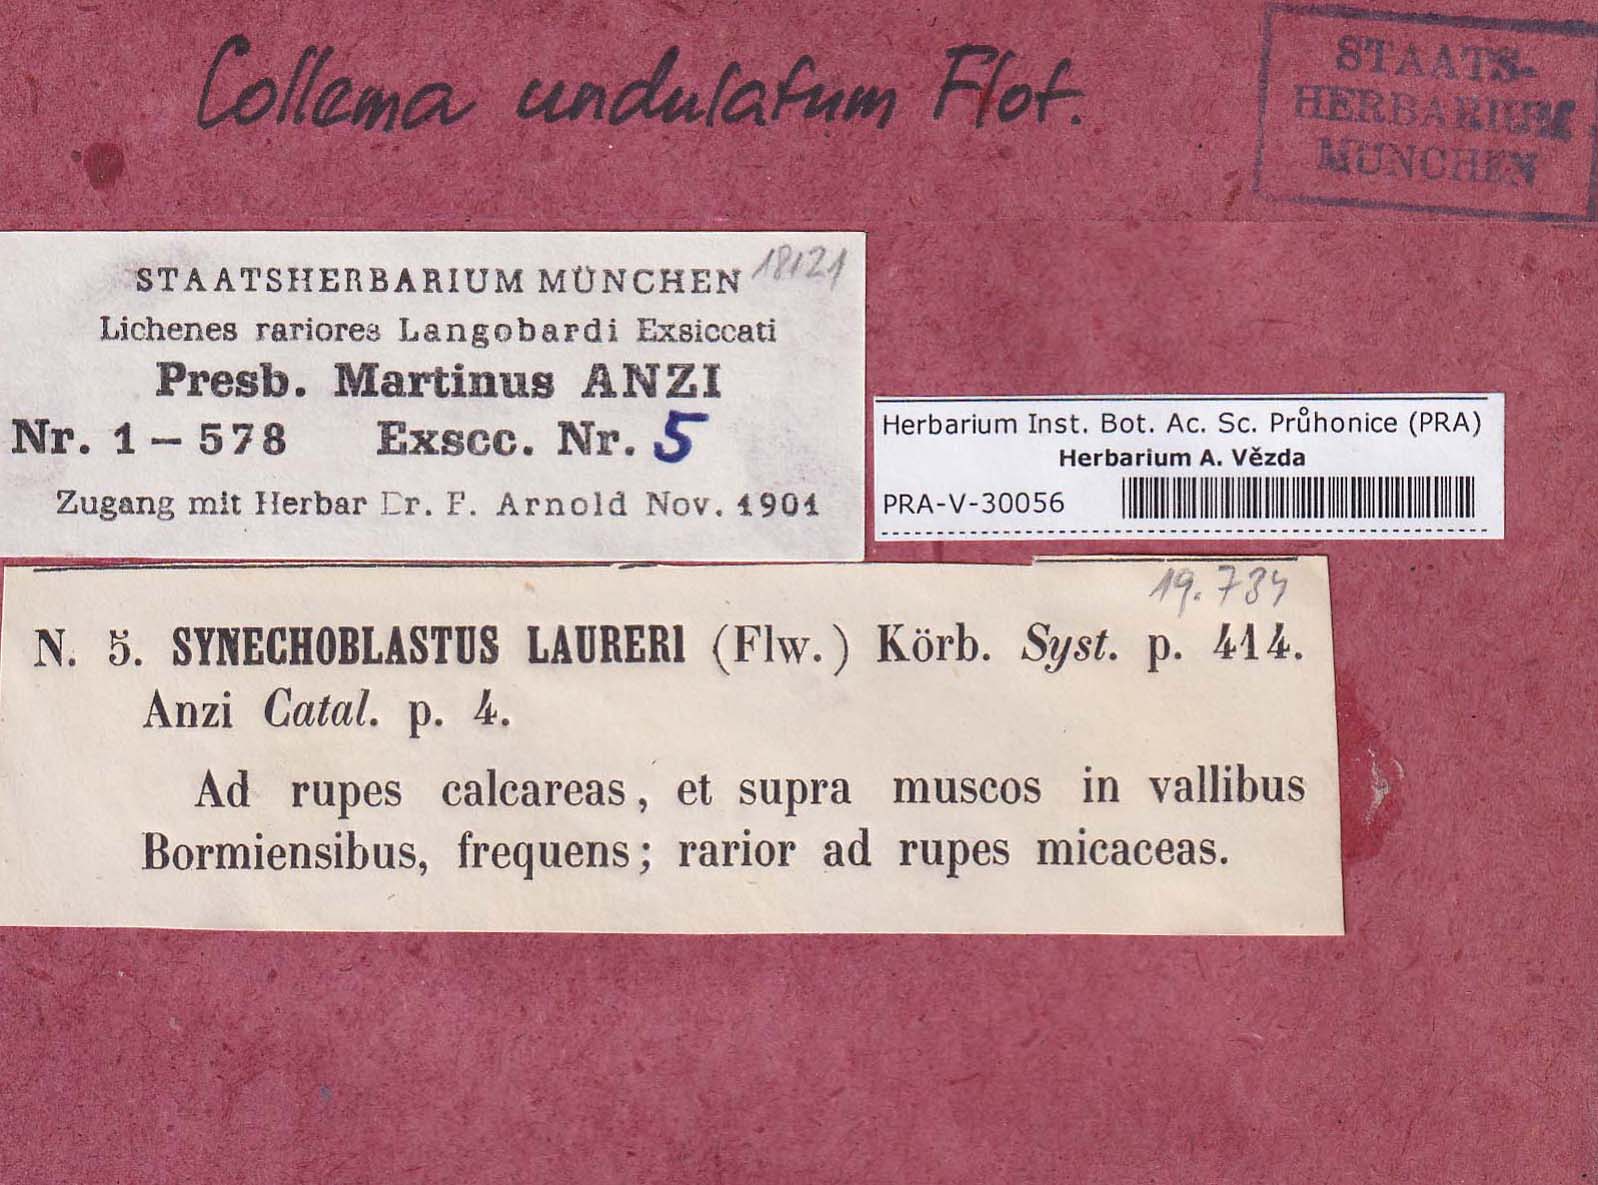 Collema undulatum Flot.
STAATS-
HERBARIUM
MÜNCHEN
18121
STAATSHERBARIUM MÜNCHEN
Lichenes rariores Langobardi Exsiccati
Presb. Martinus ANZI
Nr. 1 – 578 Exscc. Nr. 5
Zugang mit Herbar Dr. F. Arnold Nov. 1901
Herbarium Inst. Bot. Ac. Sc. Průhonice (PRA)
Herbarium A. Vězda
PRA-V-30056
19.734
N. 5. SYNECHOBLASTUS LAURERI (Flw.) Körb. Syst. p. 414.
Anzi Catal. p. 4.
Ad rupes calcareas, et supra muscos in vallibus
Bormiensibus, frequens; rarior ad rupes micaceas.